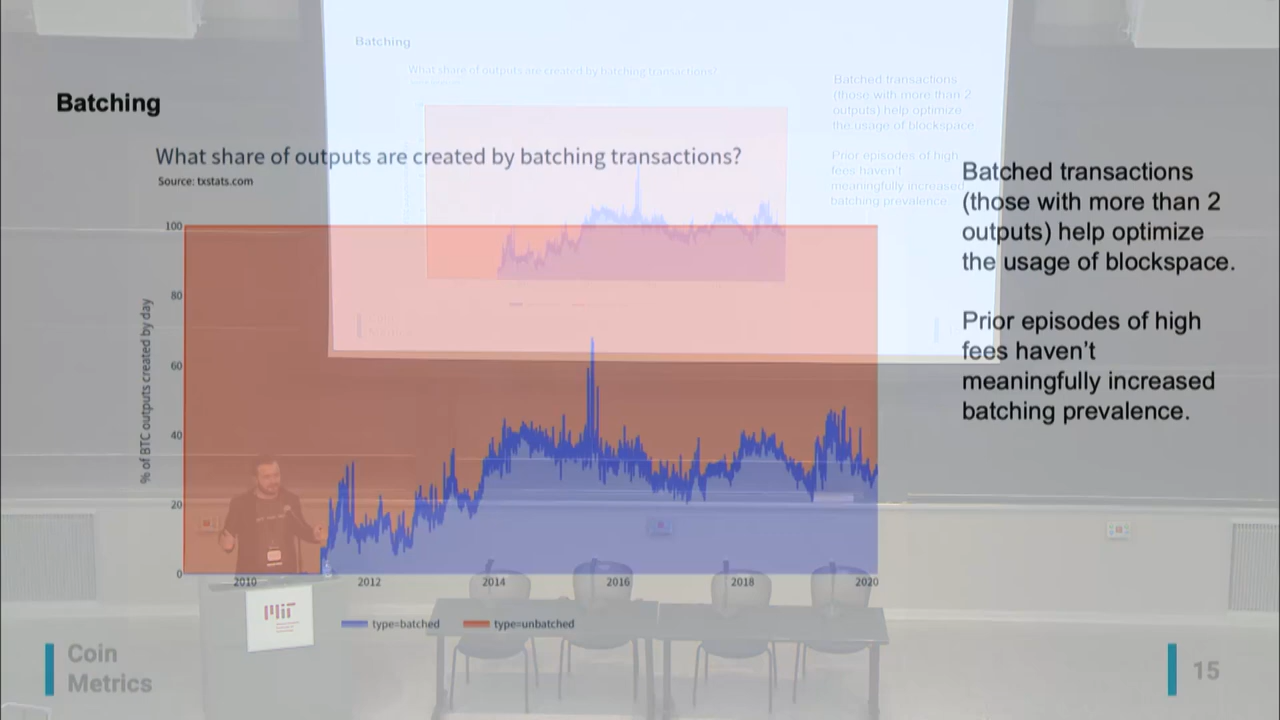 Batching
What share of outputs are created by batching transactions?
Batched transactions
(those with more than 2
outputs) help optimize
the usage of blockspace
Prior episodes of high
fees haven't
meaningfully increased
batching prevalence.
Batching
What share of outputs are created by batching transactions?
Source: txstats.com
% of BTC outputs created by day
100
80
60
40
20
0
2010
2012
2014
2016
2018
2020
type=batched
type=unbatched
Batched transactions
(those with more than 2
outputs) help optimize
the usage of blockspace.
Prior episodes of high
fees haven't
meaningfully increased
batching prevalence.
MIT
Coin
Metrics
15